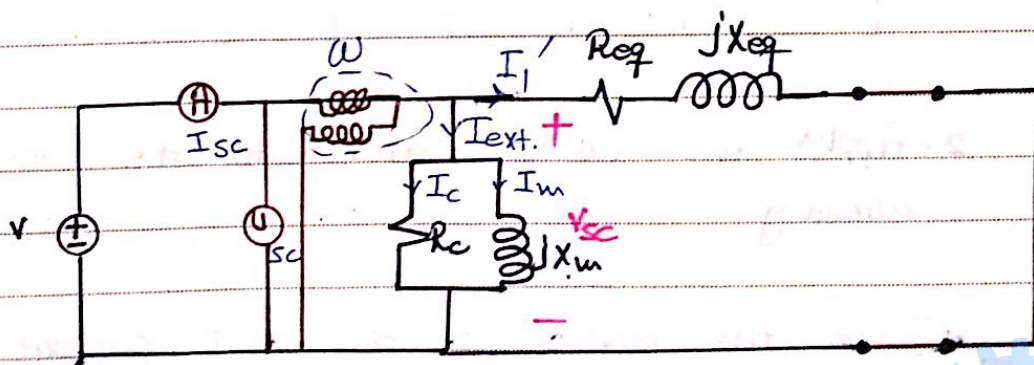 W
I₁'
Req
jXeq
A
Isc
Iext.
+
Ic
Im
V
±
V
sc
Rc
Vsc
jXm
−